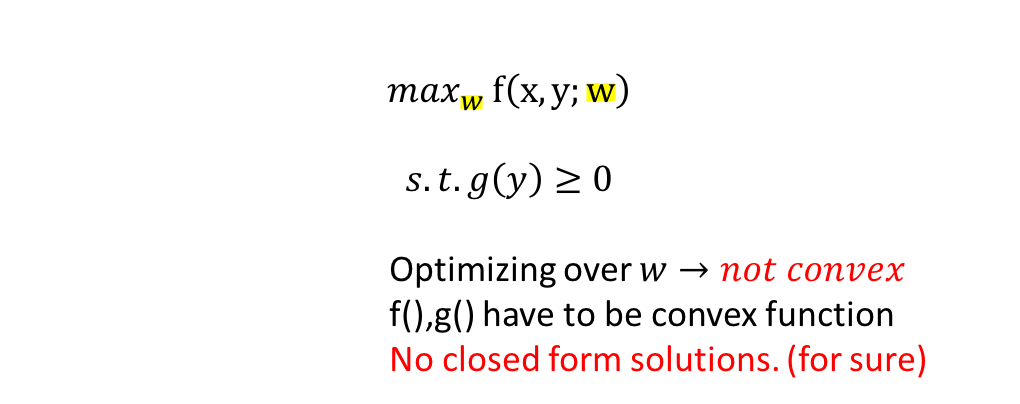 max_w f(x, y; w)
s. t. g(y) ≥ 0
Optimizing over w → not convex
f(),g() have to be convex function
No closed form solutions. (for sure)